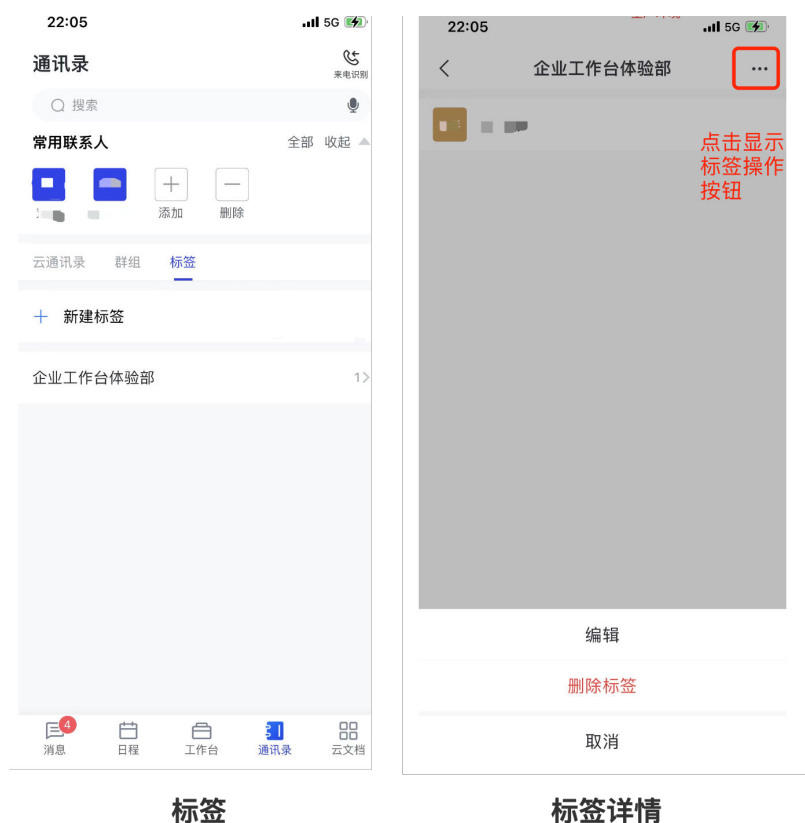 22:05
5G
通讯录
来电识别
搜索
常用联系人
全部 收起
添加
删除
云通讯录 群组 标签
新建标签
企业工作台体验部
1
4
消息
日程
工作台
通讯录
云文档
标签
22:05
5G
企业工作台体验部
点击显示
标签操作
按钮
编辑
删除标签
取消
标签详情